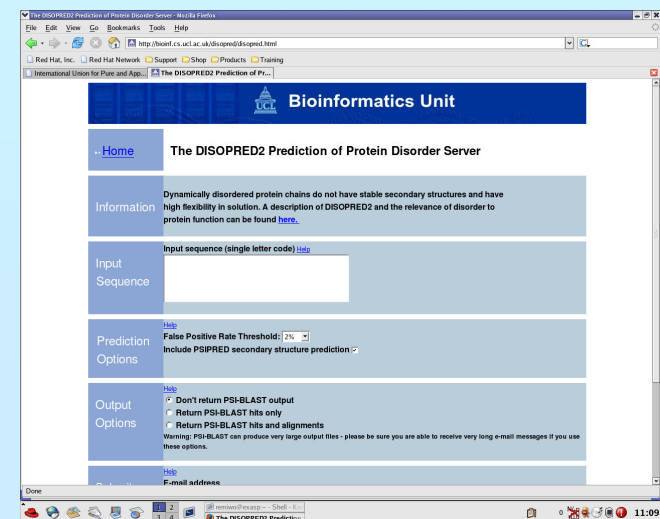 The DISOPRED2 Prediction of Protein Disorder Server - Mozilla Firefox
File Edit View Go Bookmarks Tools Help
http://bioinf.cs.ucl.ac.uk/disopred/disopred.html
Red Hat, Inc. Red Hat Network Support Shop Products Training
International Union for Pure and App... The DISOPRED2 Prediction of Pr...
UCL Bioinformatics Unit
Home The DISOPRED2 Prediction of Protein Disorder Server
Information
Dynamically disordered protein chains do not have stable secondary structures and have
high flexibility in solution. A description of DISOPRED2 and the relevance of disorder to
protein function can be found here.
Input
Sequence
Input sequence (single letter code) Help
Prediction
Options
Help
False Positive Rate Threshold: 2%
Include PSIPRED secondary structure prediction
Output
Options
Help
Don't return PSI-BLAST output
Return PSI-BLAST hits only
Return PSI-BLAST hits and alignments
Warning: PSI-BLAST can produce very large output files - please be sure you are able to receive very long e-mail messages if you use
these options.
Help
E-mail address
Done
1 2
3 4
remiwo@exasp:~ - Shell - Ko
The DISOPRED2 Prediction
11:09